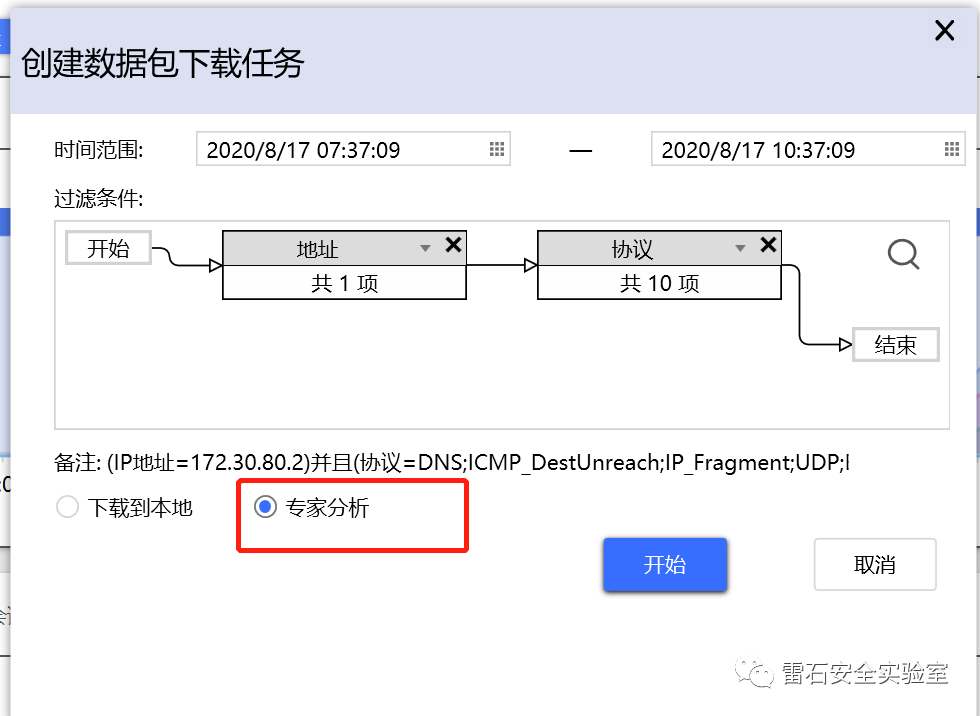 创建数据包下载任务
时间范围: 2020/8/17 07:37:09 — 2020/8/17 10:37:09
过滤条件:
开始 地址 协议
共 1 项 共 10 项
结束
备注: (IP地址=172.30.80.2)并且(协议=DNS;ICMP_DestUnreach;IP_Fragment;UDP;
下载到本地 专家分析
开始 取消
雷石安全实验室